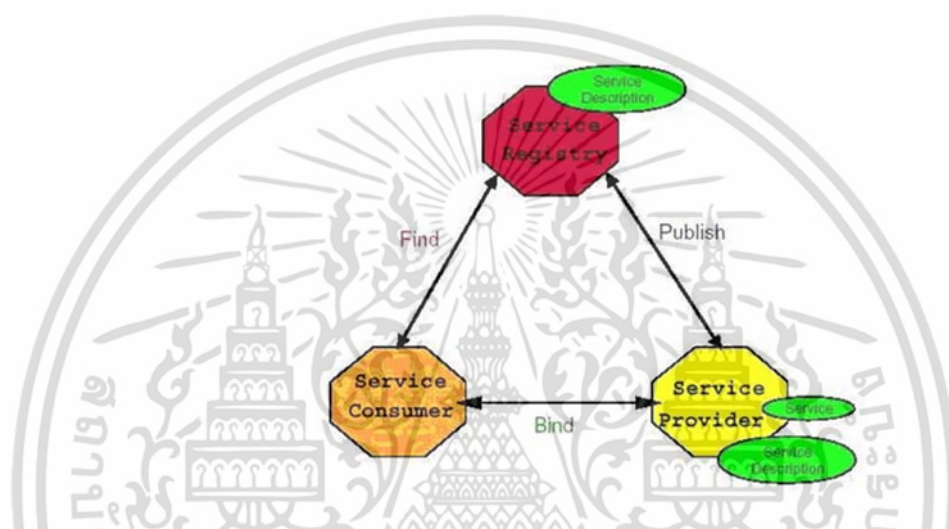 Service
Description
Service
Registry
Find
Publish
Service
Consumer
Bind
Service
Provider
Service
Service
Description